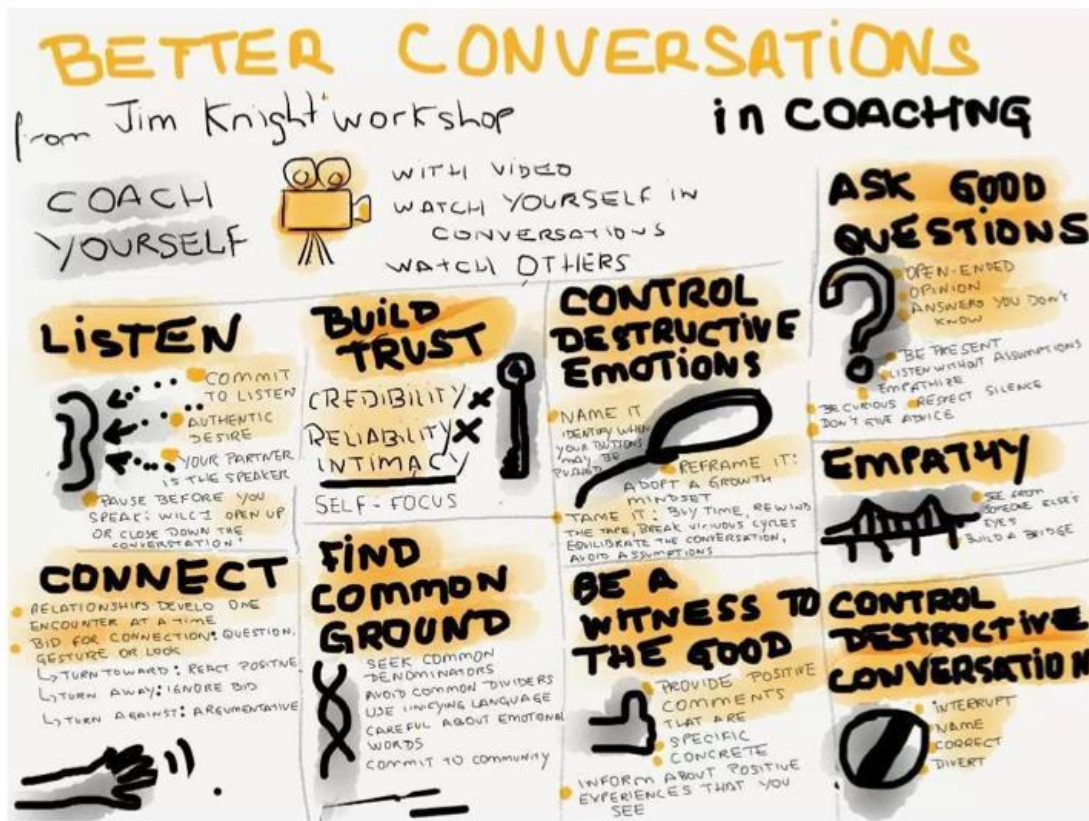 BETTER CONVERSATIONS
from Jim Knight' workshop
in COACHNG
COACH
YOURSELF
WITH VIDEO
WATCH YOURSELF IN
CONVERSATIONS
WATCH OTHERS
ASK GOOD
QUESTIONS
OPEN-ENDED
OPINION
ANSWERS YOU DON'T
KNOW
BE PRESENT
LISTEN WITHOUT ASSUMPTIONS
EMPATHIZE
BE CURIOUS RESPECT SILENCE
DON'T GIVE ADVICE
LISTEN
COMMIT
TO LISTEN
AUTHENTIC
DESIRE
YOUR PARTNER
IS THE SPEAKER
PAUSE BEFORE YOU
SPEAK: WILL I OPEN UP
OR CLOSE DOWN THE
CONVERSTATION!
BUILD
TRUST
CREDIBILITY x
RELIABILITY x
INTIMACY
SELF-FOCUS
CONTROL
DESTRUCTIVE
EMOTIONS
NAME IT
IDENTIFY WHEN
YOUR BUTTONS
MAY BE
PUSHED
REFRAME IT:
ADOPT A GROWTH
MINDSET
TAME IT: BUY TIME, REWIND
THE TAPE, BREAK VICIOUS CYCLES
EQUILIBRATE THE CONVERSATION,
AVOID ASSUMPTIONS
EMPATHY
SEE FROM
SOMEONE ELSE'S
EYES
BUILD A BRIDGE
CONNECT
RELATIONSHIPS DEVELO ONE
ENCOUNTER AT A TIME
BID FOR CONNECTION: QUESTION,
GESTURE OR LOOK
↳ TURN TOWARD: REACT POSITIVE
↳ TURN AWAY: IGNORE BID
↳ TURN AGAINST: ARGUMENTATIVE
FIND
COMMON
GROUND
SEEK COMMON
DENOMINATORS
AVOID COMMON DIVIDERS
USE UNIFYING LANGUAGE
CAREFUL ABOUT EMOTIONAL
WORDS
COMMIT TO COMMUNITY
BE A
WITNESS TO
THE GOOD
PROVIDE POSITIVE
COMMENTS
THAT ARE
SPECIFIC
CONCRETE
INFORM ABOUT POSITIVE
EXPERIENCES THAT YOU
SEE
CONTROL
DESTRUCTIVE
CONVERSATION
INTERRUPT
NAME
CORRECT
DIVERT